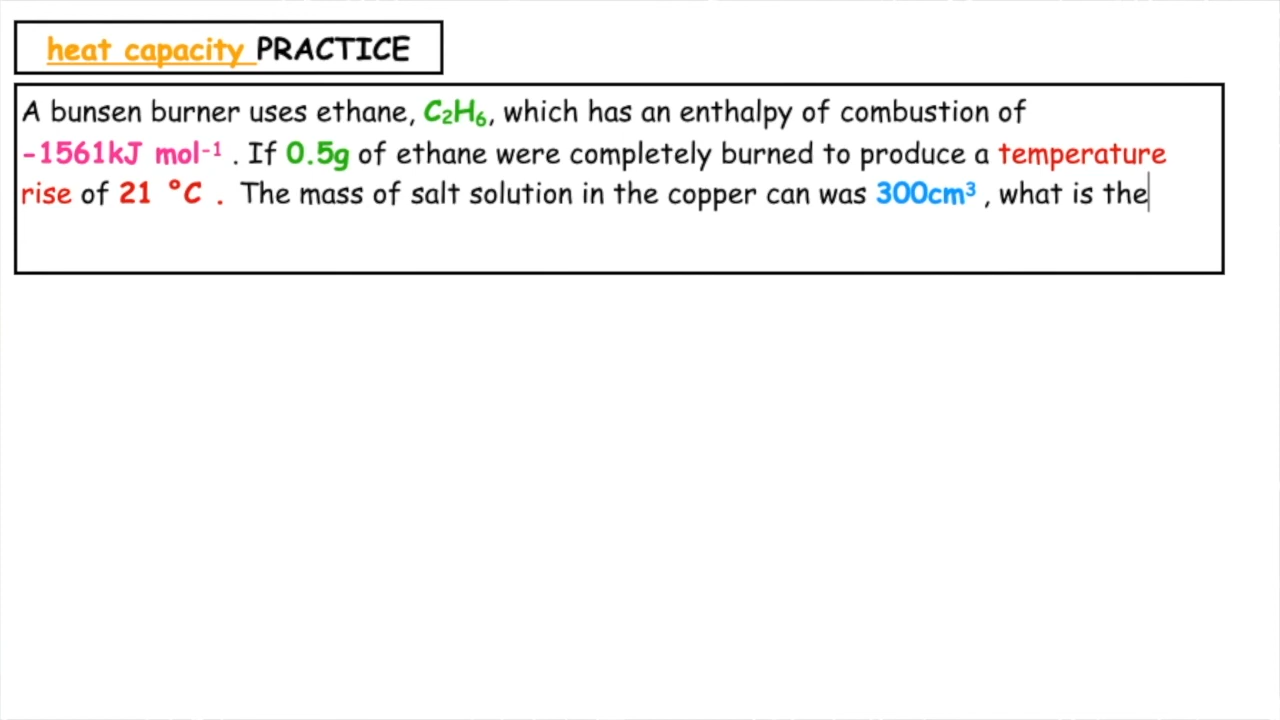 heat capacity PRACTICE
A bunsen burner uses ethane, C₂H₆, which has an enthalpy of combustion of
-1561kJ mol⁻¹ . If 0.5g of ethane were completely burned to produce a temperature
rise of 21 °C . The mass of salt solution in the copper can was 300cm³ , what is the